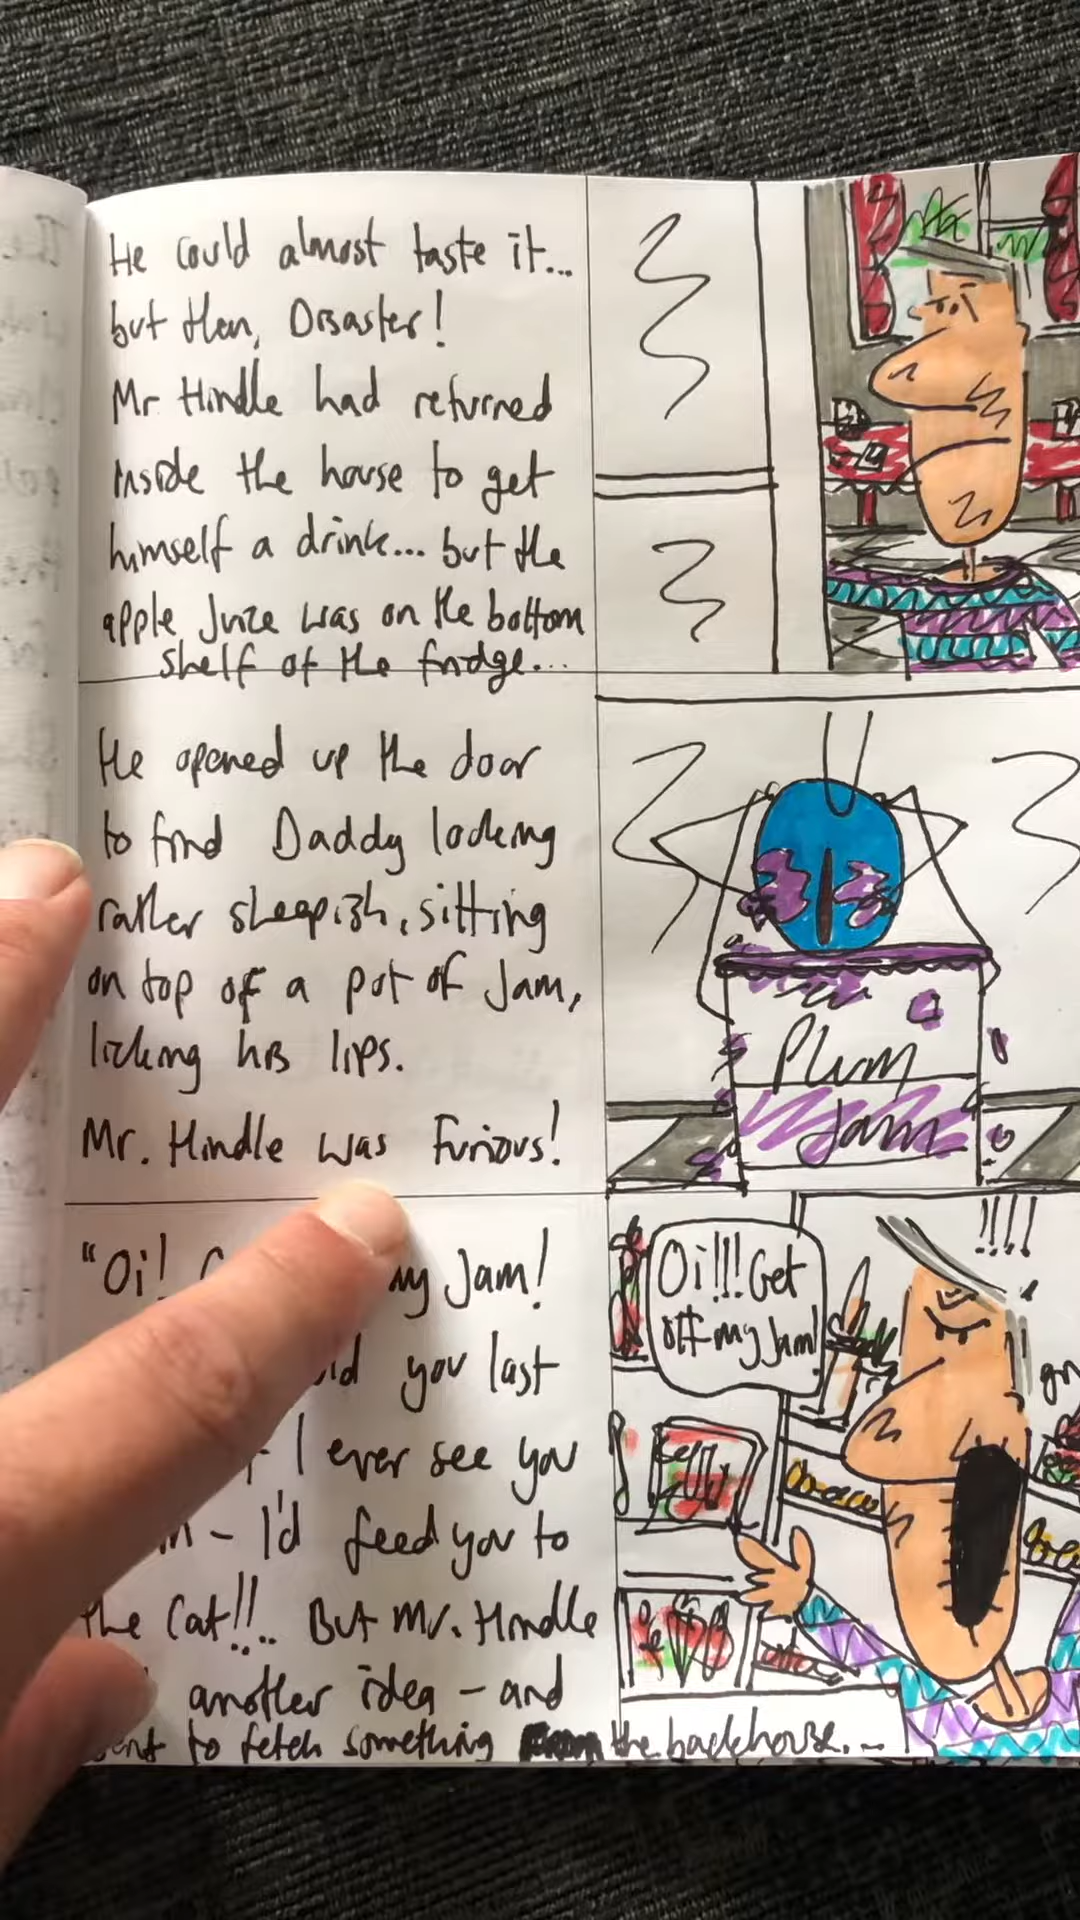 He could almost taste it...
but then, Disaster!
Mr Hindle had returned
inside the house to get
himself a drink... but the
apple Juice was on the bottom
shelf of the fridge...
He opened up the door
to find Daddy looking
rather sheepish, sitting
on top of a pot of Jam,
licking his lips.
Mr. Hindle was Furious!
"Oi! my Jam!
you last
I ever see you
- I'd feed you to
the Cat!!.. But Mr. Hindle
another idea - and
to fetch something from the backhouse...
Plum
Jam
Oi!!! Get
off my Jam!
!!!!